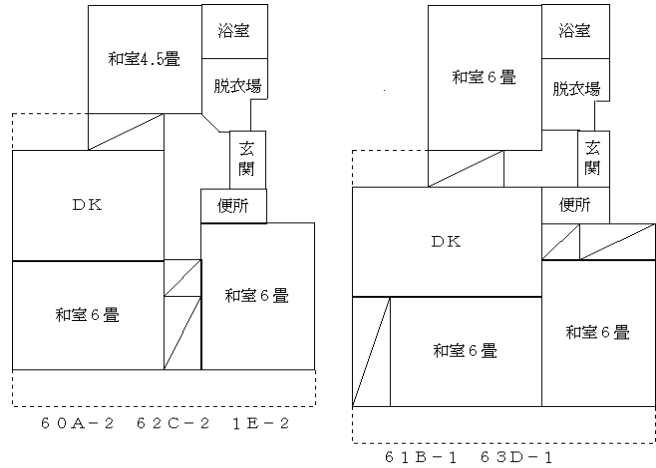 浴室
和室4.5畳
脱衣場
玄
関
便所
DK
和室6畳
和室6畳
60A-2 62C-2 1E-2
浴室
和室6畳
脱衣場
玄
関
便所
DK
和室6畳
和室6畳
61B-1 63D-1